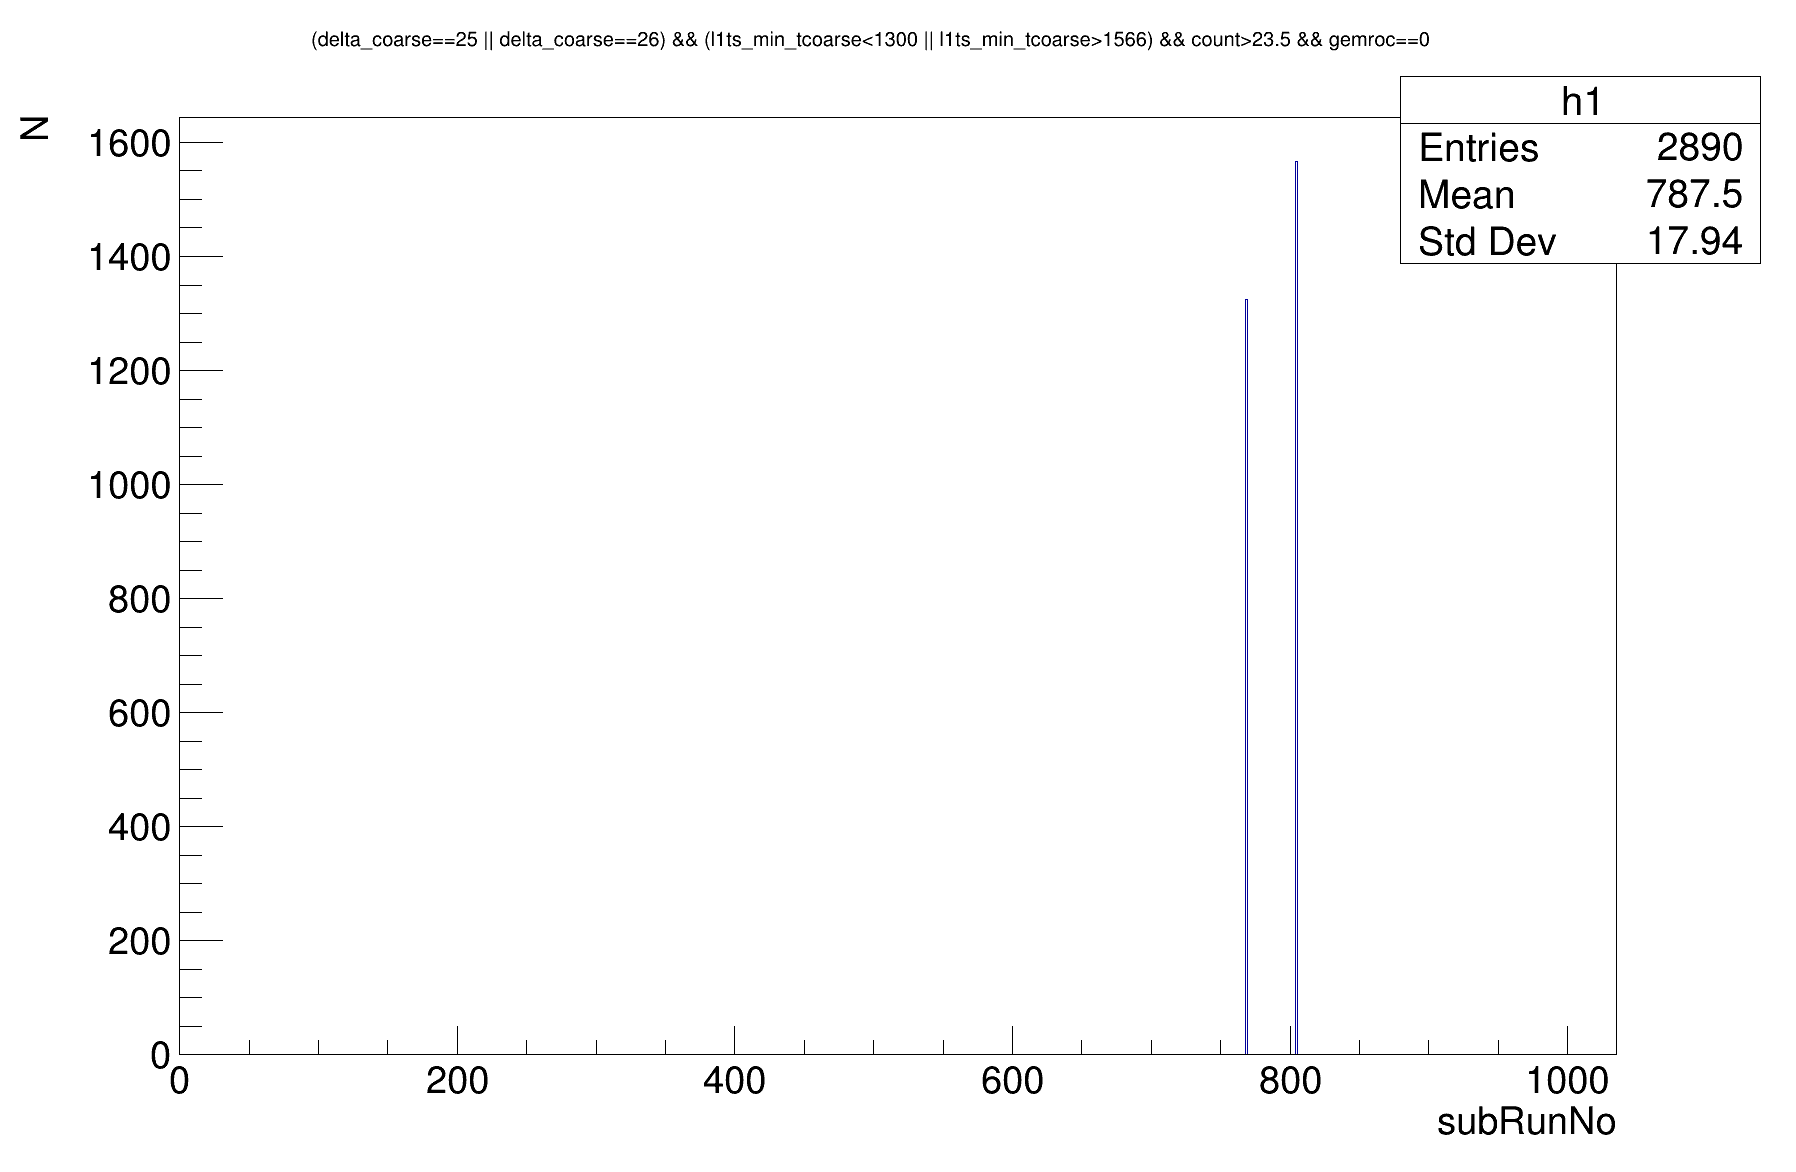 (delta_coarse==25 || delta_coarse==26) && (l1ts_min_tcoarse<1300 || l1ts_min_tcoarse>1566) && count>23.5 && gemroc==0
h1
Entries 2890
Mean 787.5
Std Dev 17.94
N
1600
1400
1200
1000
800
600
400
200
0
0 200 400 600 800 1000
subRunNo